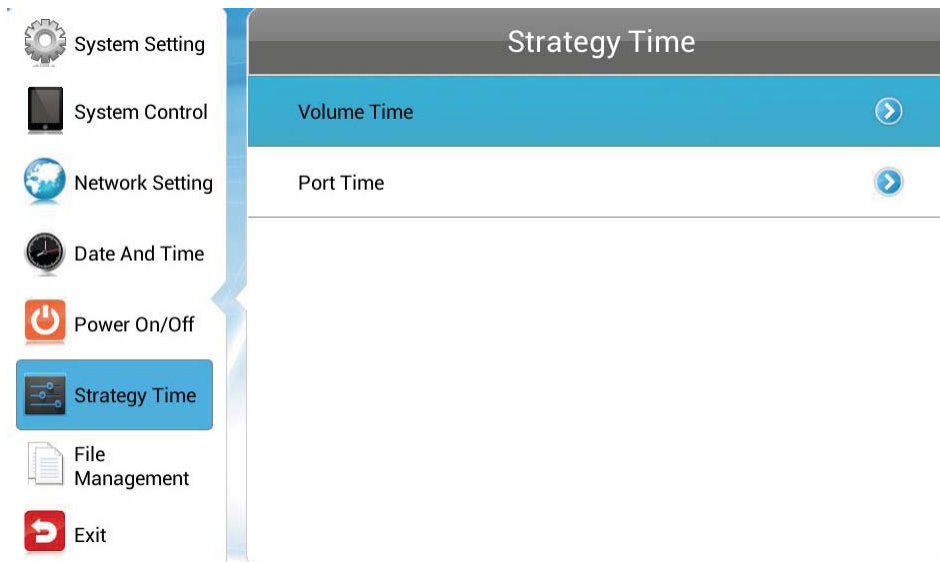 System Setting
System Control
Network Setting
Date And Time
Power On/Off
Strategy Time
File
Management
Exit
Strategy Time
Volume Time
Port Time